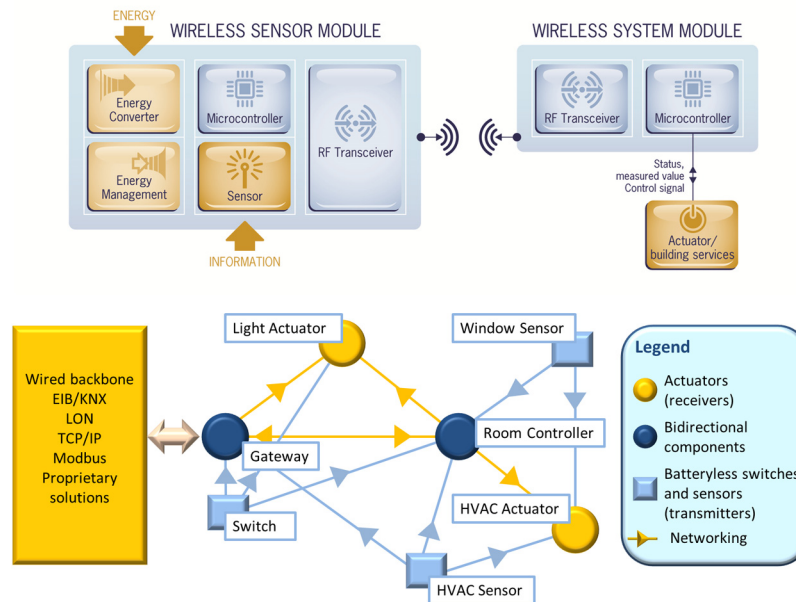 ENERGY
WIRELESS SENSOR MODULE
Energy
Converter
Microcontroller
RF Transceiver
Energy
Management
Sensor
INFORMATION
WIRELESS SYSTEM MODULE
RF Transceiver
Microcontroller
Status,
measured value
Control signal
Actuator/
building services
Wired backbone
EIB/KNX
LON
TCP/IP
Modbus
Proprietary
solutions
Light Actuator
Window Sensor
Gateway
Room Controller
Switch
HVAC Actuator
HVAC Sensor
Legend
Actuators
(receivers)
Bidirectional
components
Batteryless switches
and sensors
(transmitters)
Networking